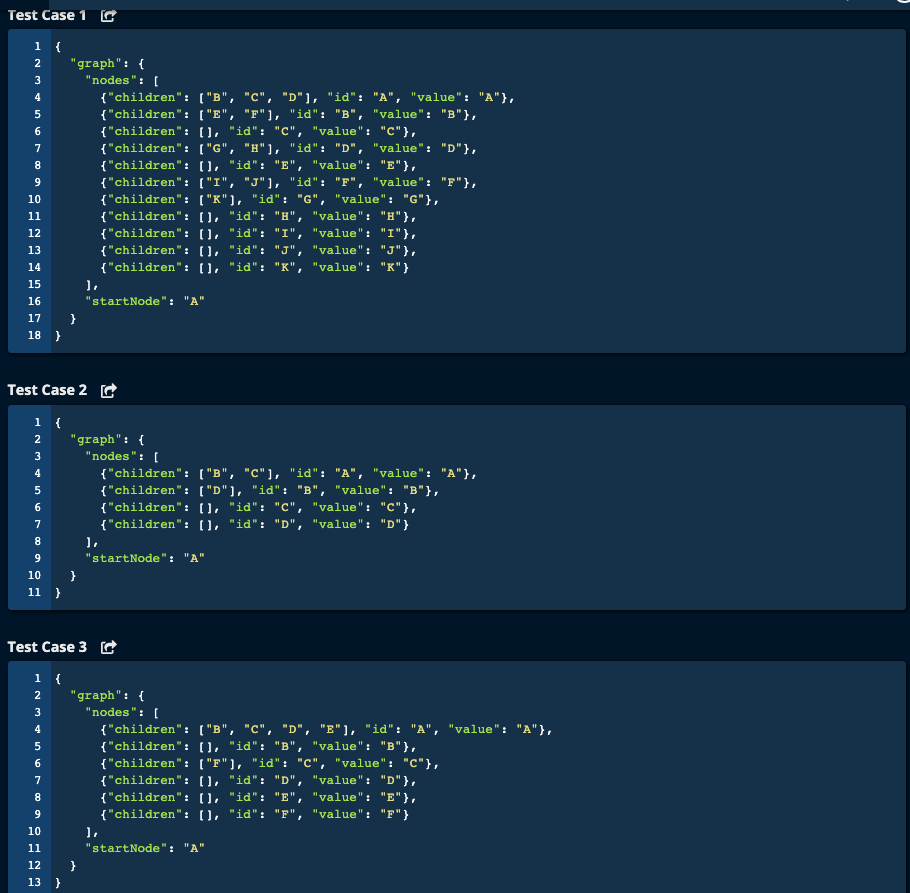 Test Case 1
1 {
2   "graph": {
3     "nodes": [
4       {"children": ["B", "C", "D"], "id": "A", "value": "A"},
5       {"children": ["E", "F"], "id": "B", "value": "B"},
6       {"children": [], "id": "C", "value": "C"},
7       {"children": ["G", "H"], "id": "D", "value": "D"},
8       {"children": [], "id": "E", "value": "E"},
9       {"children": ["I", "J"], "id": "F", "value": "F"},
10       {"children": ["K"], "id": "G", "value": "G"},
11       {"children": [], "id": "H", "value": "H"},
12       {"children": [], "id": "I", "value": "I"},
13       {"children": [], "id": "J", "value": "J"},
14       {"children": [], "id": "K", "value": "K"}
15     ],
16     "startNode": "A"
17   }
18 }
Test Case 2
1 {
2   "graph": {
3     "nodes": [
4       {"children": ["B", "C"], "id": "A", "value": "A"},
5       {"children": ["D"], "id": "B", "value": "B"},
6       {"children": [], "id": "C", "value": "C"},
7       {"children": [], "id": "D", "value": "D"}
8     ],
9     "startNode": "A"
10   }
11 }
Test Case 3
1 {
2   "graph": {
3     "nodes": [
4       {"children": ["B", "C", "D", "E"], "id": "A", "value": "A"},
5       {"children": [], "id": "B", "value": "B"},
6       {"children": ["F"], "id": "C", "value": "C"},
7       {"children": [], "id": "D", "value": "D"},
8       {"children": [], "id": "E", "value": "E"},
9       {"children": [], "id": "F", "value": "F"}
10     ],
11     "startNode": "A"
12   }
13 }